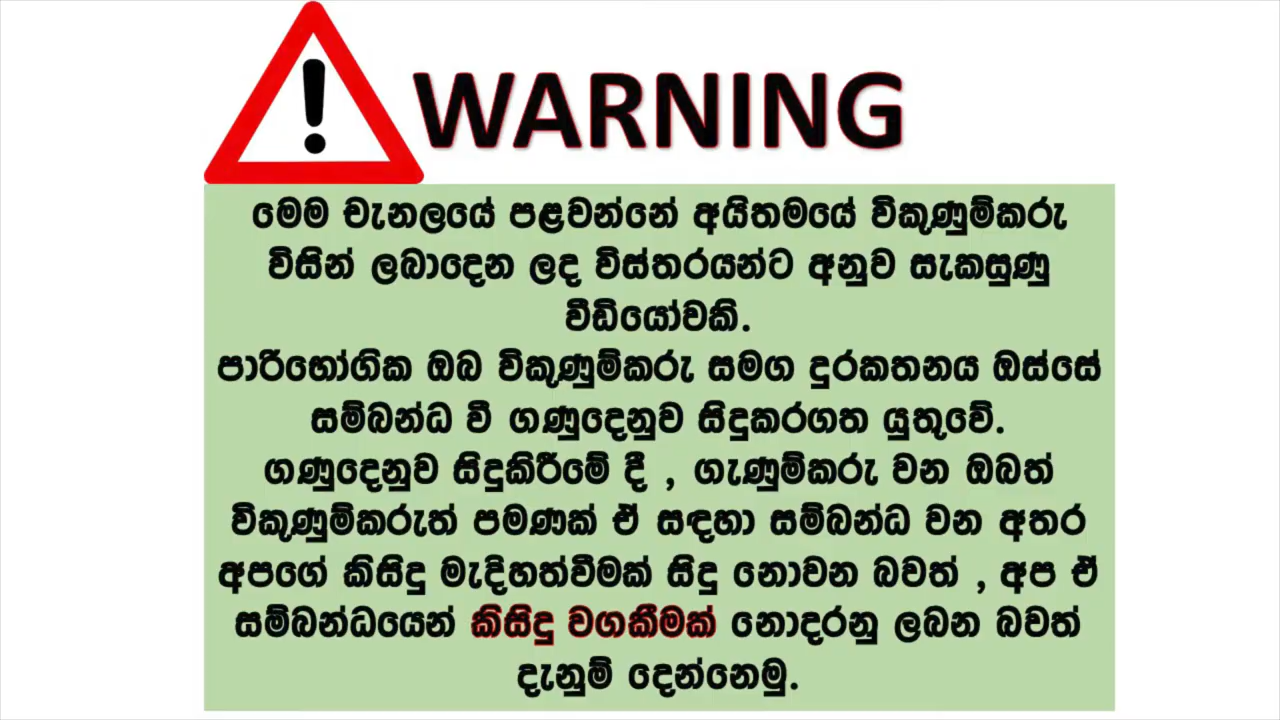 WARNING
මෙම චැනලයේ පළවන්නේ අයිතමයේ විකුණුම්කරු
විසින් ලබාදෙන ලද විස්තරයන්ට අනුව සැකසුණු
වීඩියෝවකි.
පාරිභෝගික ඔබ විකුණුම්කරු සමග දුරකතනය ඔස්සේ
සම්බන්ධ වී ගණුදෙනුව සිදුකරගත යුතුවේ.
ගණුදෙනුව සිදුකිරීමේ දී , ගැණුම්කරු වන ඔබත්
විකුණුම්කරුත් පමණක් ඒ සඳහා සම්බන්ධ වන අතර
අපගේ කිසිදු මැදිහත්වීමක් සිදු නොවන බවත් , අප ඒ
සම්බන්ධයෙන් කිසිදු වගකීමක් නොදරනු ලබන බවත්
දැනුම් දෙන්නෙමු.